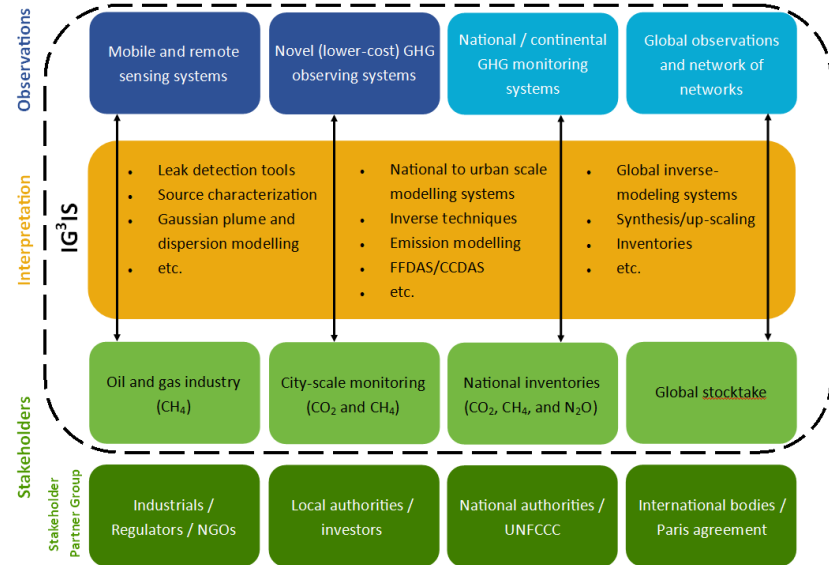 Observations
Mobile and remote
sensing systems
Novel (lower-cost) GHG
observing systems
National / continental
GHG monitoring
systems
Global observations
and network of
networks
Interpretation
IG³IS
• Leak detection tools
• Source characterization
• Gaussian plume and
dispersion modelling
• etc.
• National to urban scale
modelling systems
• Inverse techniques
• Emission modelling
• FFDAS/CCDAS
• etc.
• Global inverse-
modeling systems
• Synthesis/up-scaling
• Inventories
• etc.
Stakeholders
Oil and gas industry
(CH₄)
City-scale monitoring
(CO₂ and CH₄)
National inventories
(CO₂, CH₄, and N₂O)
Global stocktake
Stakeholder
Partner Group
Industrials /
Regulators / NGOs
Local authorities /
investors
National authorities /
UNFCCC
International bodies /
Paris agreement